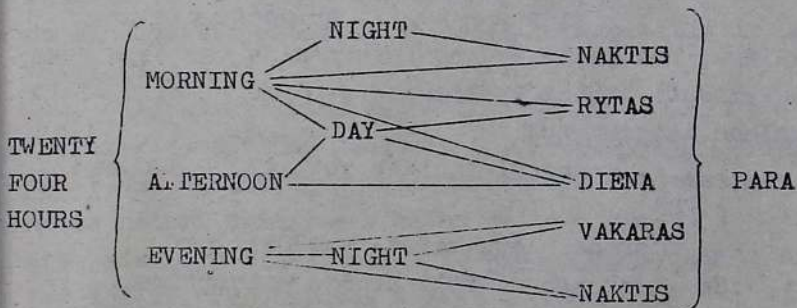 NIGHT
NAKTIS
MORNING
RYTAS
DAY
TWENTY
FOUR
HOURS
AFTERNOON
DIENA
PARA
VAKARAS
EVENING
NIGHT
NAKTIS